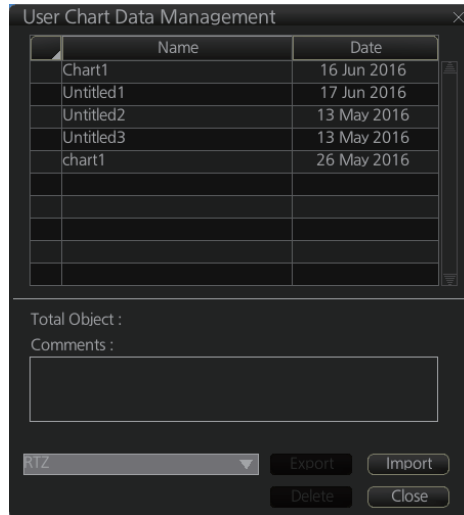 User Chart Data Management
Name Date
Chart1 16 Jun 2016
Untitled1 17 Jun 2016
Untitled2 13 May 2016
Untitled3 13 May 2016
chart1 26 May 2016
Total Object :
Comments :
RTZ Export Import
Delete Close